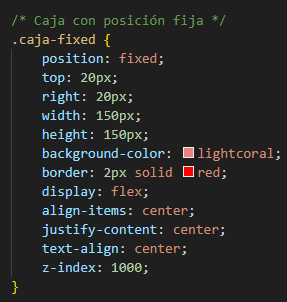 /* Caja con posición fija */
.caja-fixed {
    position: fixed;
    top: 20px;
    right: 20px;
    width: 150px;
    height: 150px;
    background-color: lightcoral;
    border: 2px solid red;
    display: flex;
    align-items: center;
    justify-content: center;
    text-align: center;
    z-index: 1000;
}